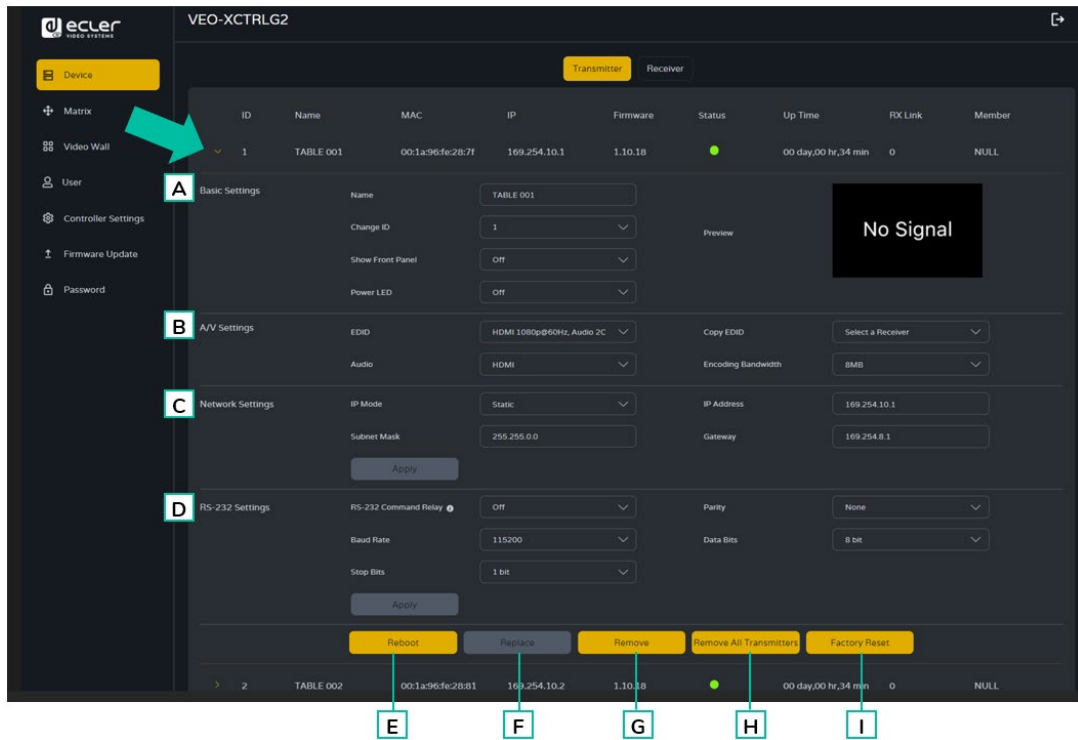 ecler
VIDEO SYSTEMS
VEO-XCTRLG2
Device
Matrix
Video Wall
User
Controller Settings
Firmware Update
Password
Transmitter Receiver
ID Name MAC IP Firmware Status Up Time RX Link Member
1 TABLE 001 00:1a:96:fe:28:7f 169.254.10.1 1.10.18 00 day,00 hr,34 min 0 NULL
A Basic Settings
Name TABLE 001
Change ID 1
Show Front Panel Off
Power LED Off
Preview
No Signal
B A/V Settings
EDID HDMI 1080p@60Hz, Audio 2C Copy EDID Select a Receiver
Audio HDMI Encoding Bandwidth 8MB
C Network Settings
IP Mode Static IP Address 169.254.10.1
Subnet Mask 255.255.0.0 Gateway 169.254.8.1
Apply
D RS-232 Settings
RS-232 Command Relay Off Parity None
Baud Rate 115200 Data Bits 8 bit
Stop Bits 1 bit
Apply
Reboot Replace Remove Remove All Transmitters Factory Reset
2 TABLE 002 00:1a:96:fe:28:81 169.254.10.2 1.10.18 00 day,00 hr,34 min 0 NULL
E F G H I